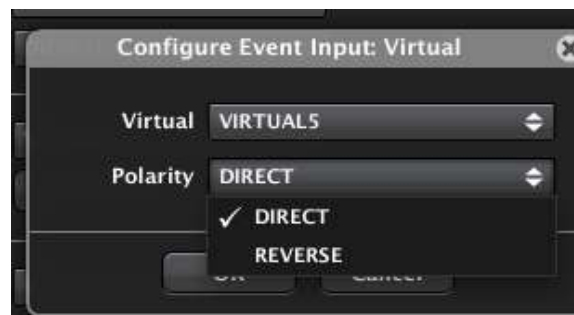 Configure Event Input: Virtual
Virtual VIRTUAL5
Polarity DIRECT
✓ DIRECT
REVERSE